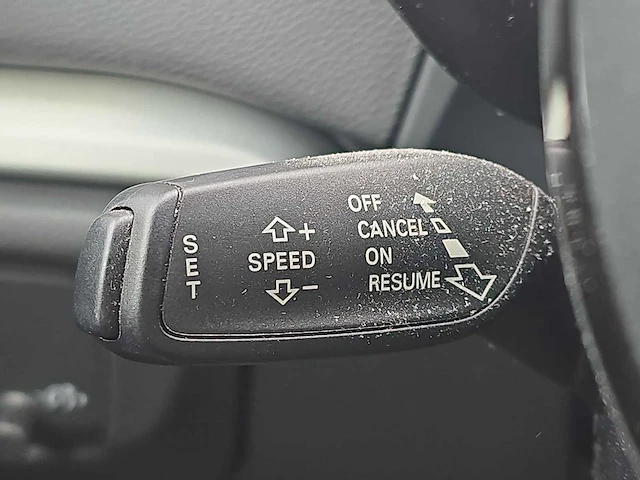 SET
SPEED
+
-
OFF
CANCEL
ON
RESUME